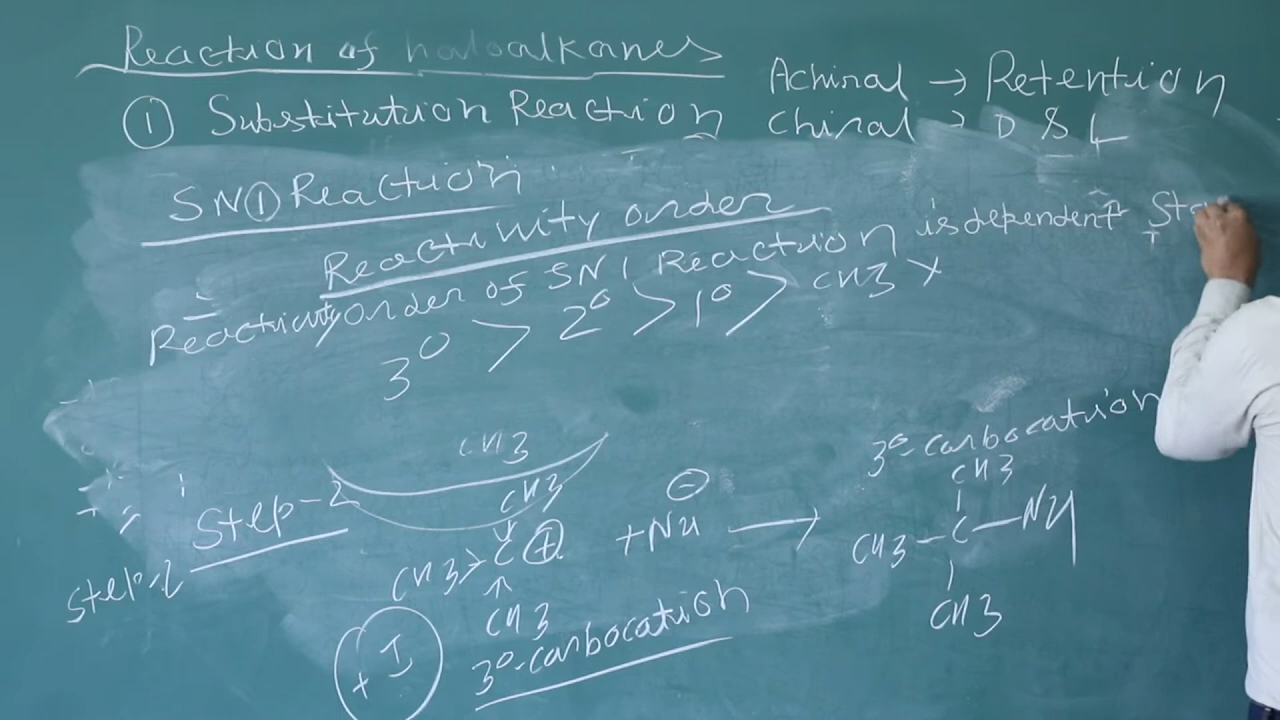 Reaction of haloalkanes
① Substitution Reaction
Achiral → Retention
Chiral → D & L
SN① Reaction
Reactivity order
Reactivity order of SN1 Reaction is dependent
3° > 2° > 1° > CH3 X
CH3
Step-2
Step-2
CH3
CH3 > C ⊕ + Nu ⊖ →
CH3
+I
3°-carbocation
3°-carbocation
CH3
CH3 - C - Nu
CH3